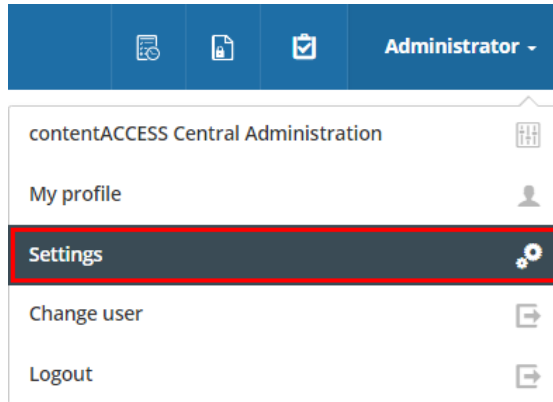 Administrator
contentACCESS Central Administration
My profile
Settings
Change user
Logout